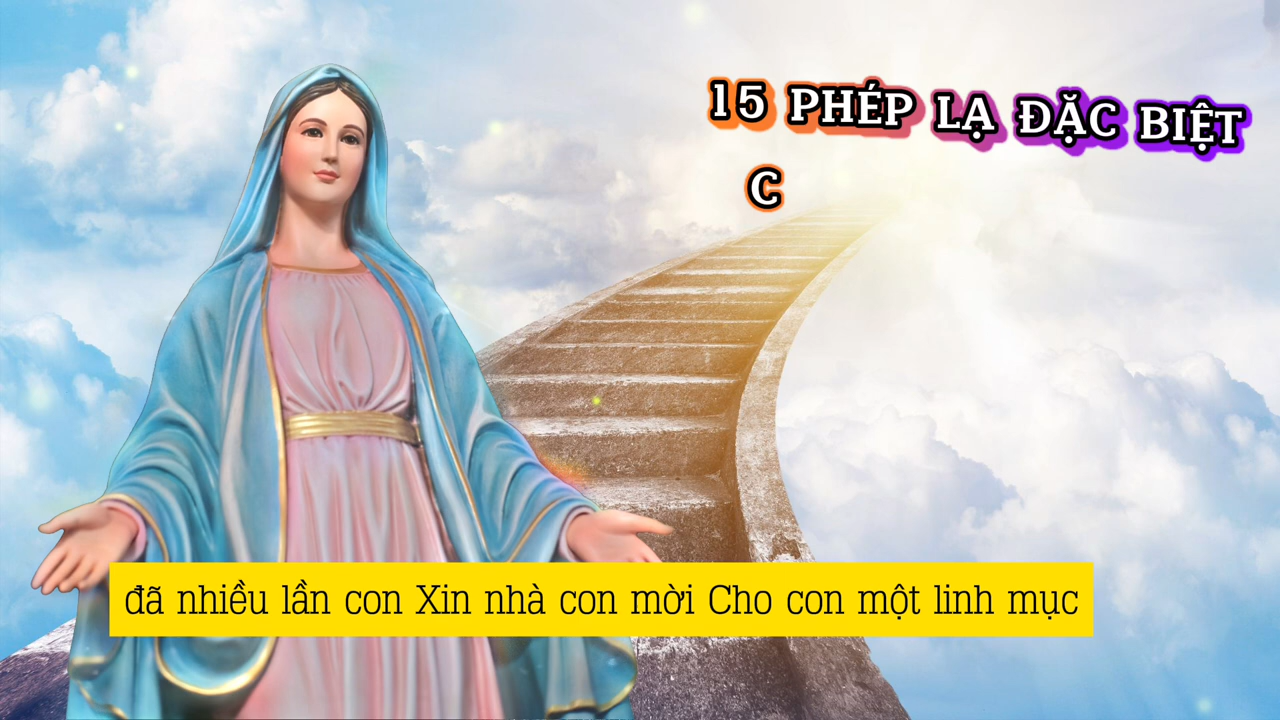 15 PHÉP LẠ ĐẶC BIỆT
C
đã nhiều lần con Xin nhà con mời Cho con một linh mục